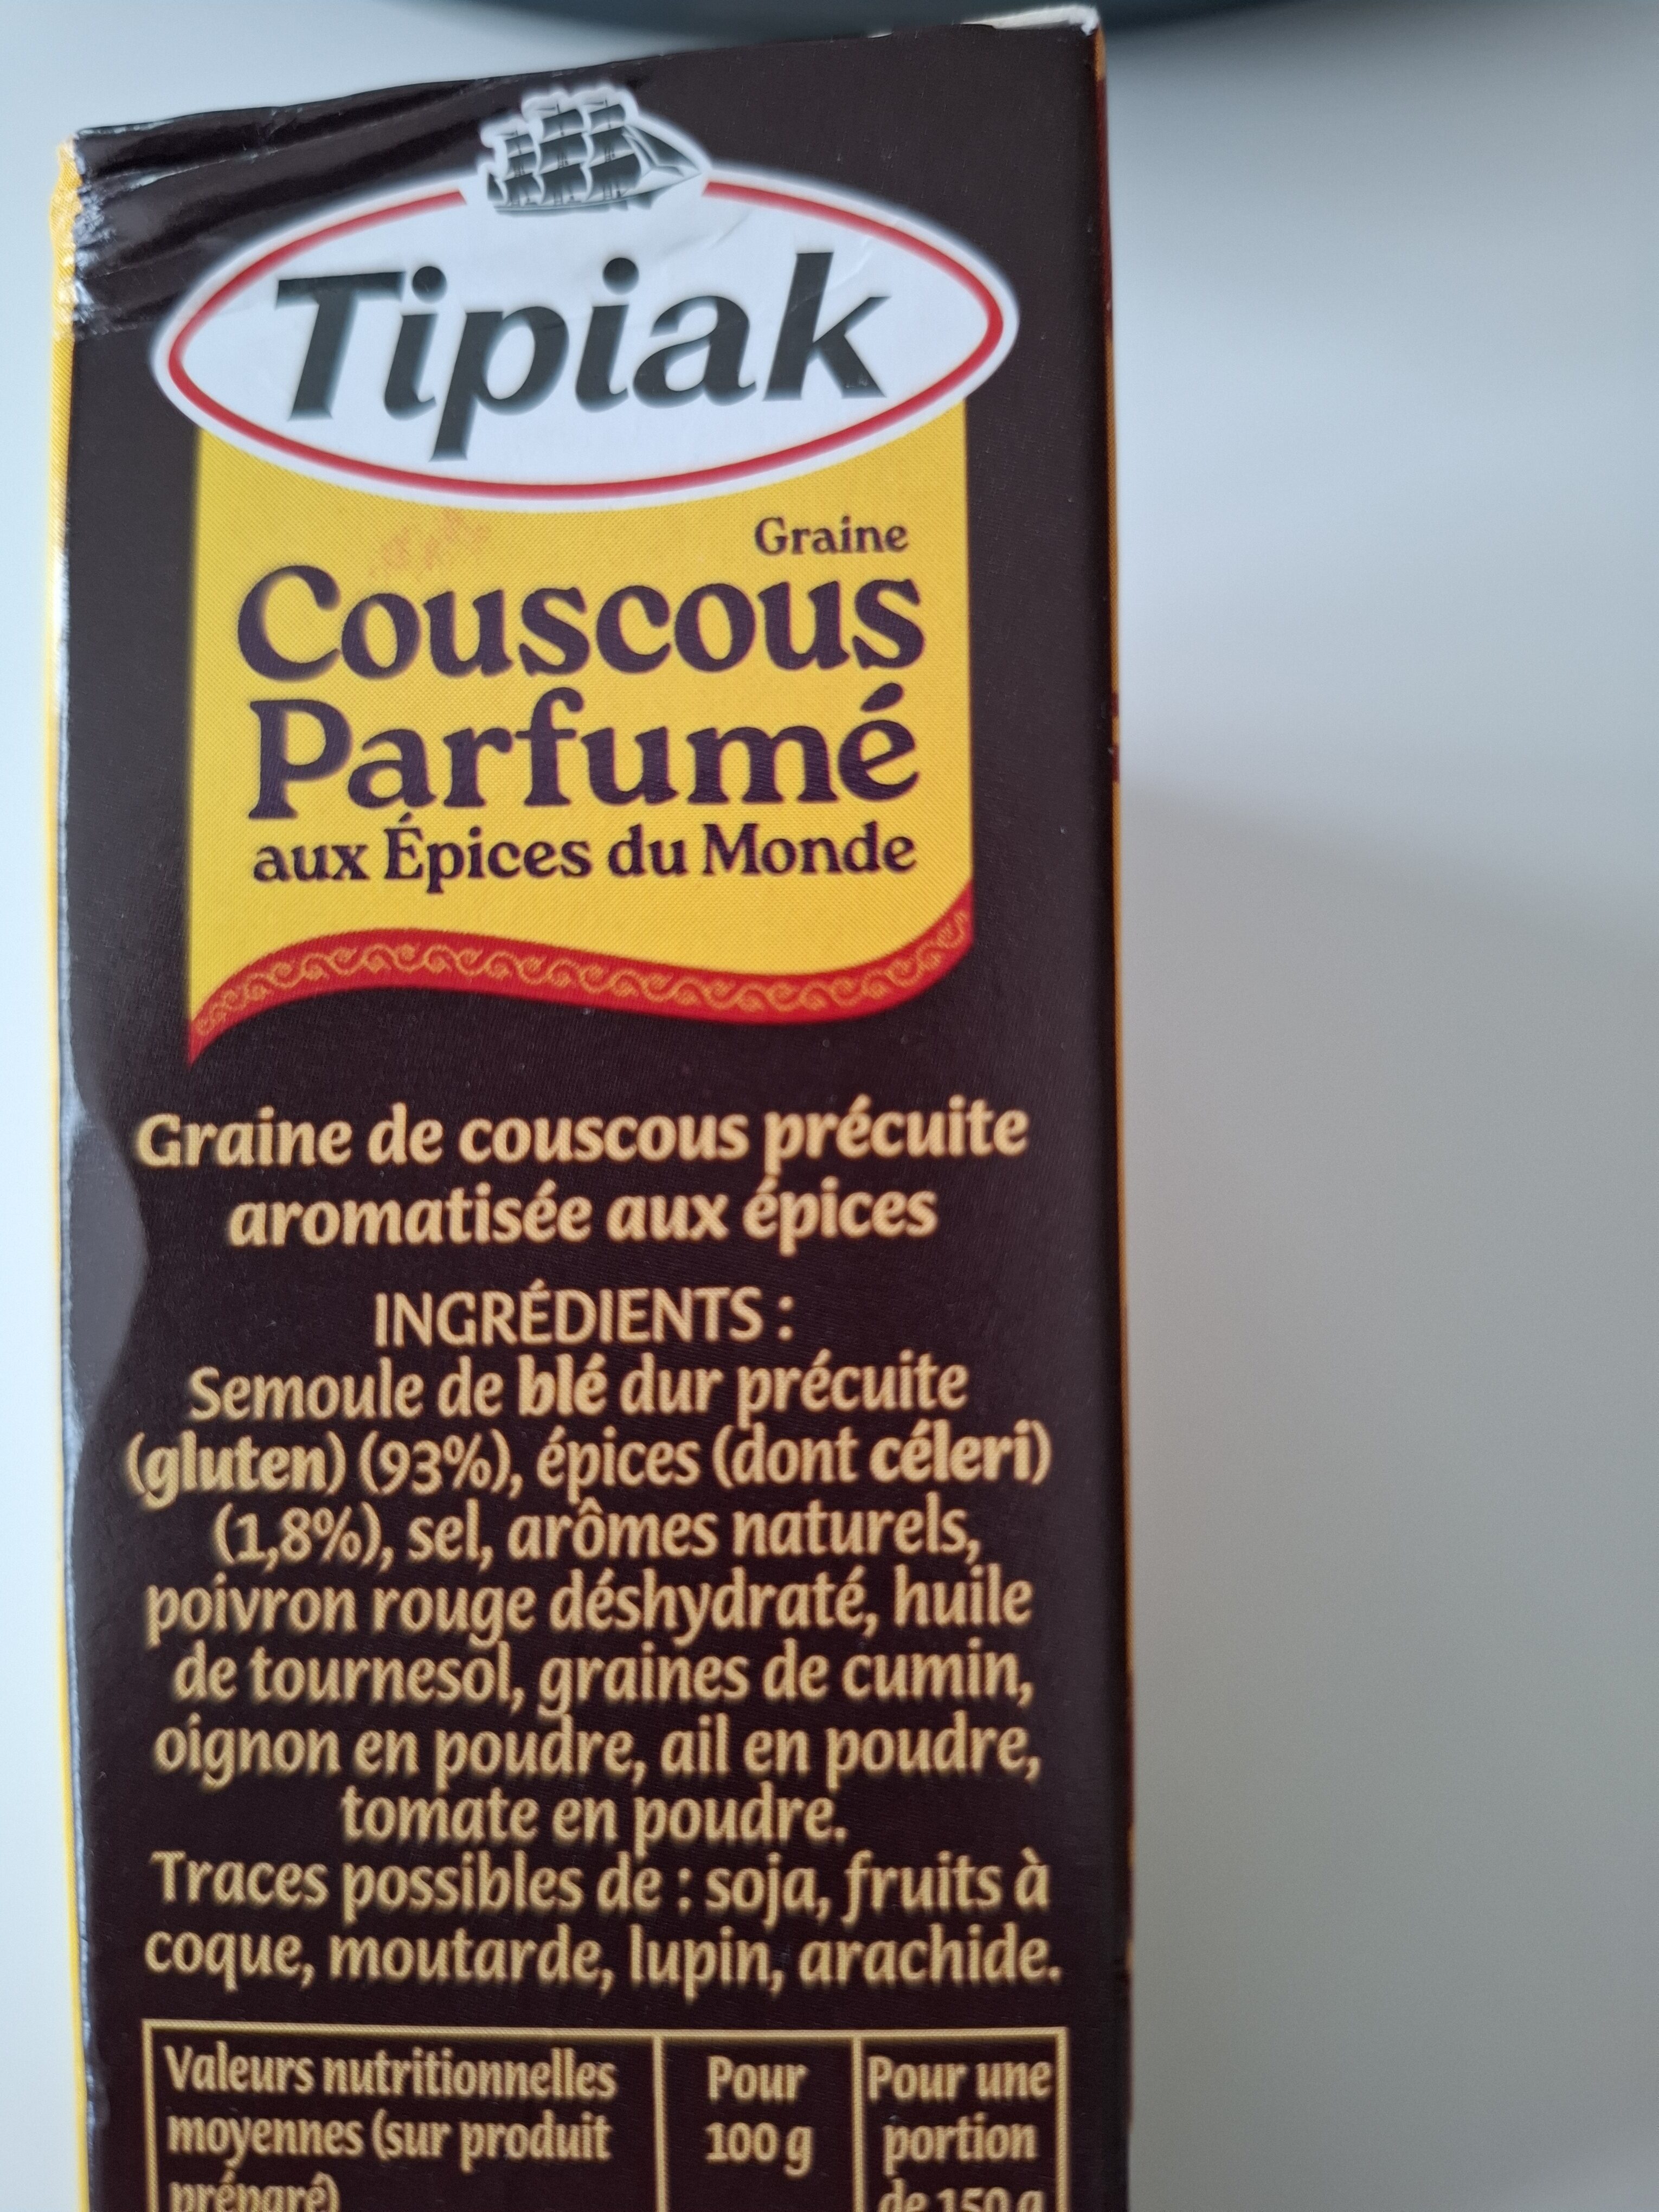 Tipiak
Graine
Couscous
Parfumé
aux Épices du Monde
Graine de couscous précuite
aromatisée aux épices
INGRÉDIENTS :
Semoule de blé dur précuite
(gluten) (93%), épices (dont céleri)
(1,8%), sel, arômes naturels,
poivron rouge déshydraté, huile
de tournesol, graines de cumin,
oignon en poudre, ail en poudre,
tomate en poudre.
Traces possibles de : soja, fruits à
coque, moutarde, lupin, arachide.
Valeurs nutritionnelles
moyennes (sur produit
préparé)
Pour
100 g
Pour une
portion
de 150 g